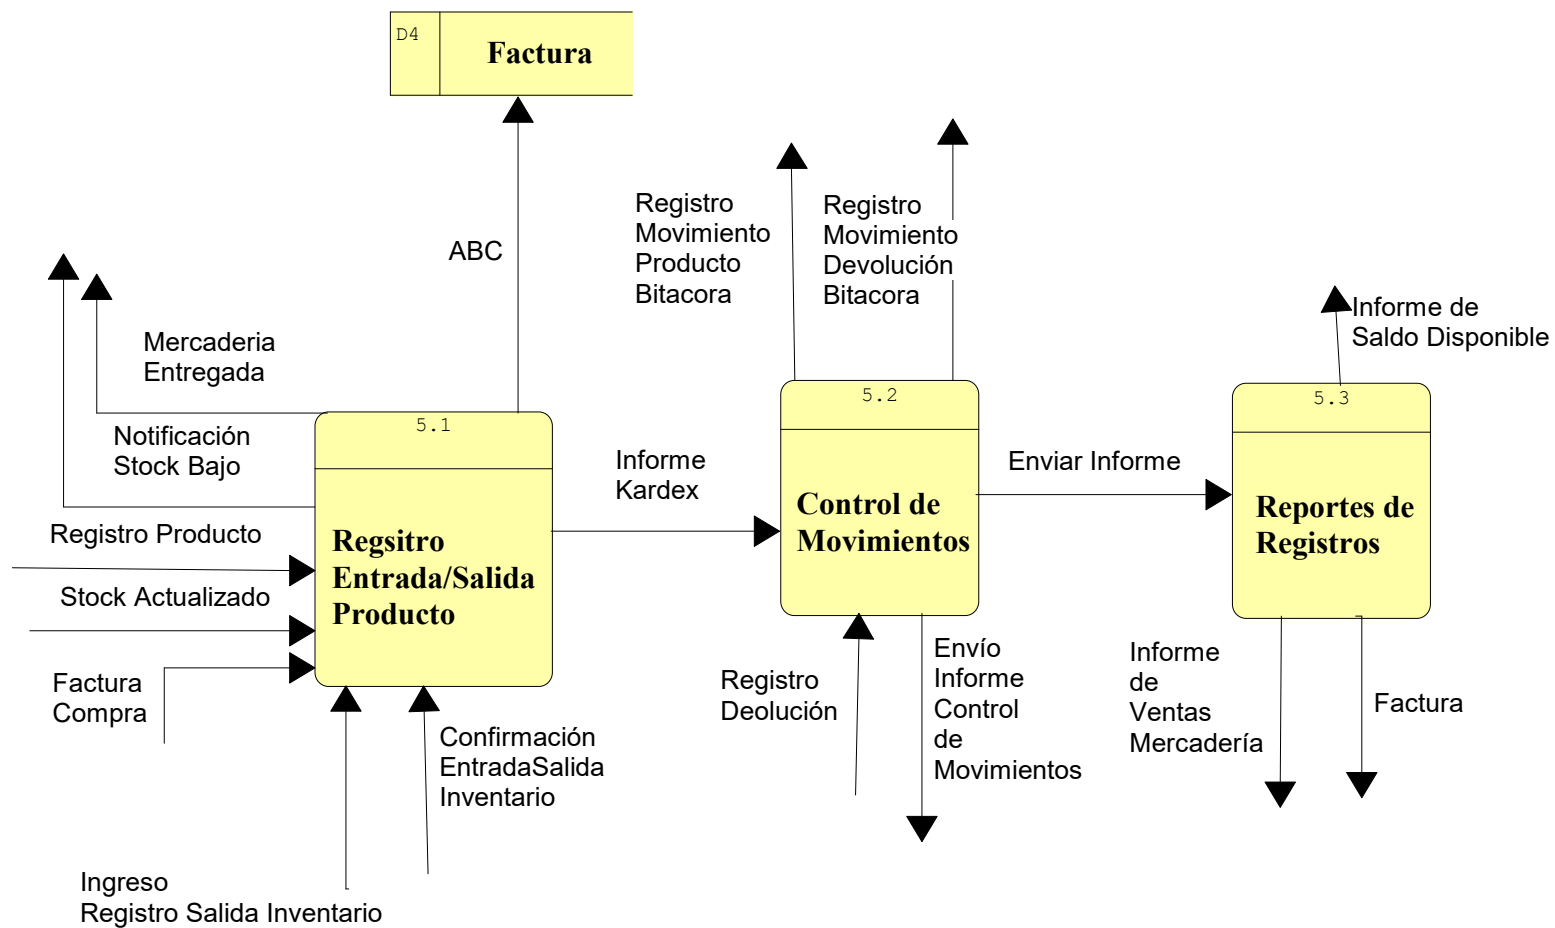 D4
Factura
ABC
Registro
Movimiento
Producto
Bitacora
Registro
Movimiento
Devolución
Bitacora
Informe de
Saldo Disponible
Mercaderia
Entregada
Notificación
Stock Bajo
Registro Producto
Stock Actualizado
Factura
Compra
5.1
Regsitro
Entrada/Salida
Producto
Informe
Kardex
5.2
Control de
Movimientos
Enviar Informe
5.3
Reportes de
Registros
Ingreso
Registro Salida Inventario
Confirmación
EntradaSalida
Inventario
Registro
Deolución
Envío
Informe
Control
de
Movimientos
Informe
de
Ventas
Mercadería
Factura